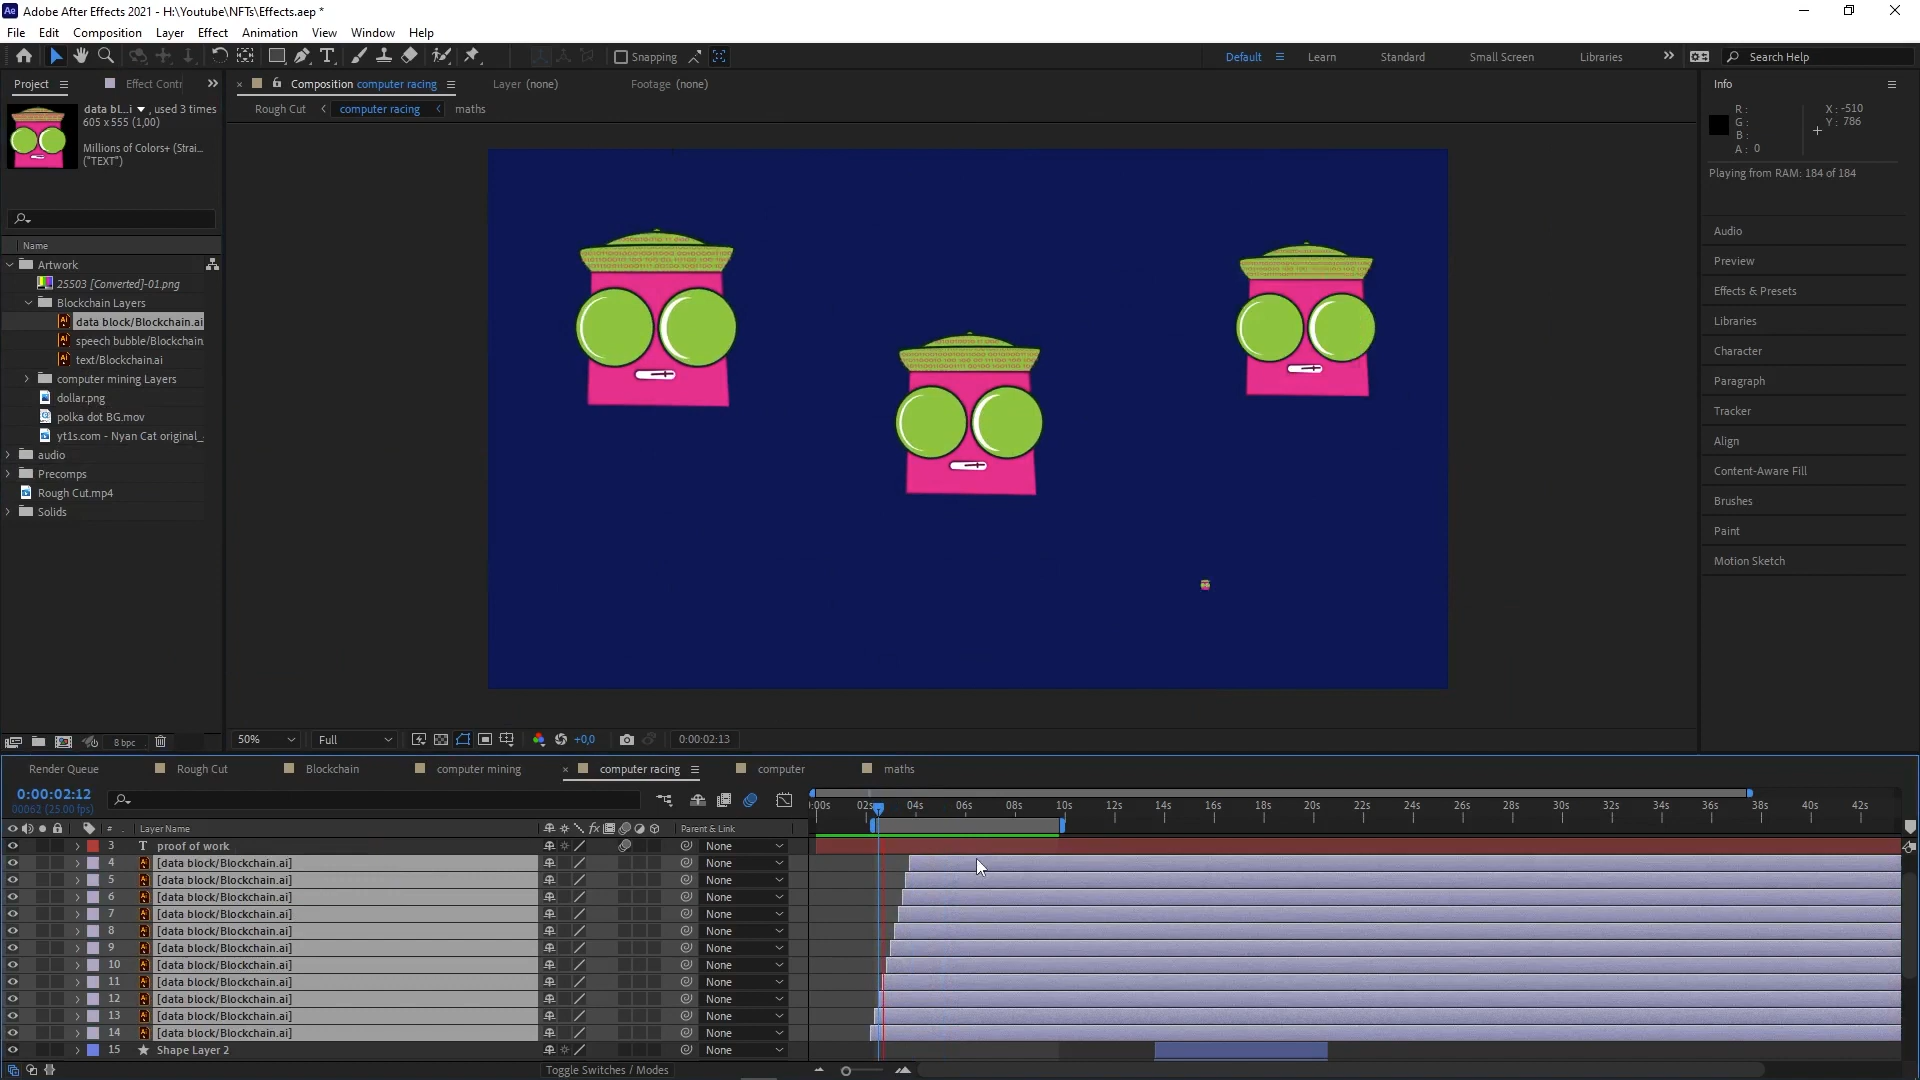 Adobe After Effects 2021 - H:\Youtube\NFTs\Effects.aep *
File Edit Composition Layer Effect Animation View Window Help
Snapping
Default Learn Standard Small Screen Libraries
Search Help
Project Effect Contr
Composition computer racing
Layer (none)
Footage (none)
Rough Cut computer racing maths
data bl...i , used 3 times
605 x 555 (1,00)
Millions of Colors+ (Strai...
("TEXT")
Name
Artwork
25503 [Converted]-01.png
Blockchain Layers
data block/Blockchain.ai
speech bubble/Blockchain
text/Blockchain.ai
computer mining Layers
dollar.png
polka dot BG.mov
yt1s.com - Nyan Cat original_
audio
Precomps
Rough Cut.mp4
Solids
8 bpc
50% Full +0,0 0:00:02:13
Info
R :
G :
B :
A : 0
X : -510
Y : 786
Playing from RAM: 184 of 184
Audio
Preview
Effects & Presets
Libraries
Character
Paragraph
Tracker
Align
Content-Aware Fill
Brushes
Paint
Motion Sketch
Render Queue Rough Cut Blockchain computer mining computer racing computer maths
0:00:02:12
00062 (25.00 fps)
:00s 02s 04s 06s 08s 10s 12s 14s 16s 18s 20s 22s 24s 26s 28s 30s 32s 34s 36s 38s 40s 42s
# Layer Name Parent & Link
3 T proof of work None
4 [data block/Blockchain.ai] None
5 [data block/Blockchain.ai] None
6 [data block/Blockchain.ai] None
7 [data block/Blockchain.ai] None
8 [data block/Blockchain.ai] None
9 [data block/Blockchain.ai] None
10 [data block/Blockchain.ai] None
11 [data block/Blockchain.ai] None
12 [data block/Blockchain.ai] None
13 [data block/Blockchain.ai] None
14 [data block/Blockchain.ai] None
15 Shape Layer 2 None
Toggle Switches / Modes